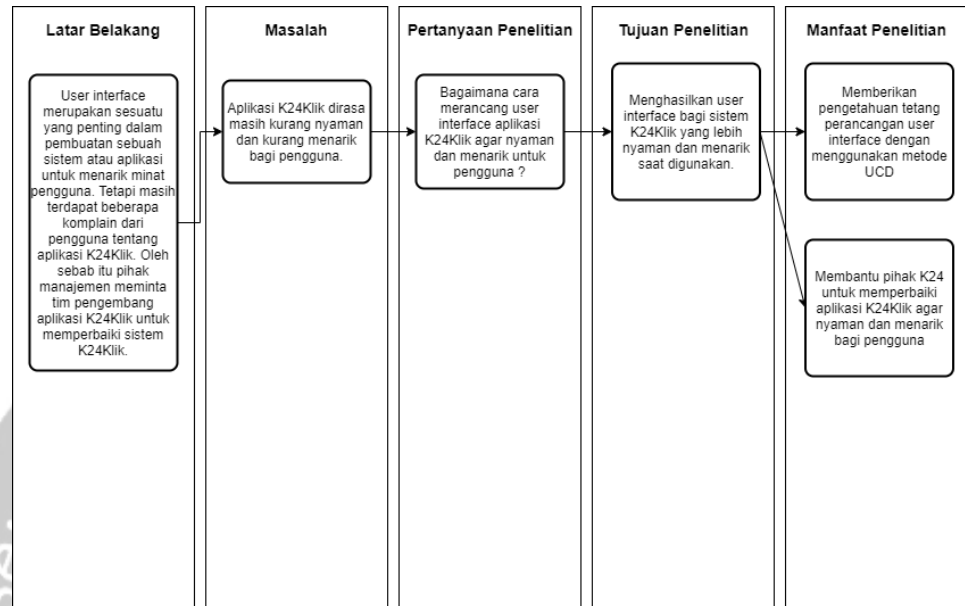 Latar Belakang
User interface
merupakan sesuatu
yang penting dalam
pembuatan sebuah
sistem atau aplikasi
untuk menarik minat
pengguna. Tetapi masih
terdapat beberapa
komplain dari
pengguna tentang
aplikasi K24Klik. Oleh
sebab itu pihak
manajemen meminta
tim pengembang
aplikasi K24Klik untuk
memperbaiki sistem
K24Klik.
Masalah
Aplikasi K24Klik dirasa
masih kurang nyaman
dan kurang menarik
bagi pengguna.
Pertanyaan Penelitian
Bagaimana cara
merancang user
interface aplikasi
K24Klik agar nyaman
dan menarik untuk
pengguna ?
Tujuan Penelitian
Menghasilkan user
interface bagi sistem
K24Klik yang lebih
nyaman dan menarik
saat digunakan.
Manfaat Penelitian
Memberikan
pengetahuan tetang
perancangan user
interface dengan
menggunakan metode
UCD
Membantu pihak K24
untuk memperbaiki
aplikasi K24Klik agar
nyaman dan menarik
bagi pengguna